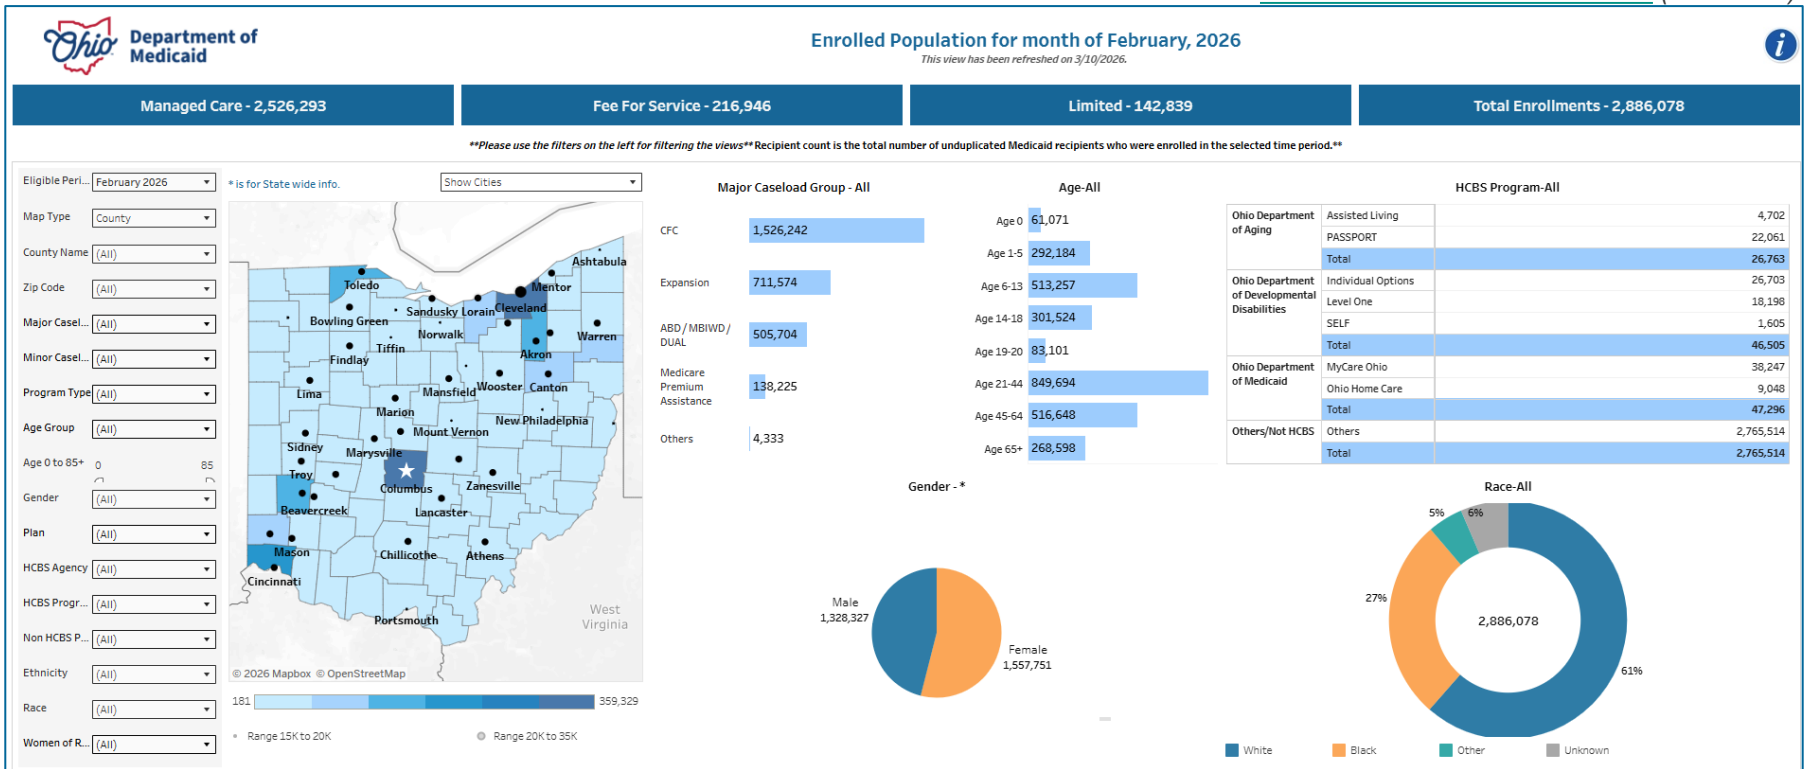 Ohio
Department of
Medicaid
Enrolled Population for month of February, 2026
This view has been refreshed on 3/10/2026.
i
Managed Care - 2,526,293
Fee For Service - 216,946
Limited - 142,839
Total Enrollments - 2,886,078
**Please use the filters on the left for filtering the views** Recipient count is the total number of unduplicated Medicaid recipients who were enrolled in the selected time period.**
Eligible Peri... February 2026
Map Type County
County Name (All)
Zip Code (All)
Major Casel... (All)
Minor Casel... (All)
Program Type (All)
Age Group (All)
Age 0 to 85+ 0 85
Gender (All)
Plan (All)
HCBS Agency (All)
HCBS Progr... (All)
Non HCBS P... (All)
Ethnicity (All)
Race (All)
Women of R... (All)
* is for State wide info.
Show Cities
Ashtabula
Toledo
Mentor
Sandusky
Lorain
Cleveland
Bowling Green
Norwalk
Warren
Tiffin
Findlay
Akron
Lima
Mansfield
Wooster
Canton
Marion
New Philadelphia
Mount Vernon
Sidney
Marysville
Troy
Columbus
Zanesville
Beavercreek
Lancaster
Mason
Chillicothe
Athens
Cincinnati
West
Virginia
Portsmouth
© 2026 Mapbox © OpenStreetMap
181 359,329
Range 15K to 20K
Range 20K to 35K
Major Caseload Group - All
CFC 1,526,242
Expansion 711,574
ABD / MBIWD /
DUAL
505,704
Medicare
Premium
Assistance
138,225
Others 4,333
Age-All
Age 0 61,071
Age 1-5 292,184
Age 6-13 513,257
Age 14-18 301,524
Age 19-20 83,101
Age 21-44 849,694
Age 45-64 516,648
Age 65+ 268,598
HCBS Program-All
Ohio Department
of Aging
Assisted Living 4,702
PASSPORT 22,061
Total 26,763
Ohio Department
of Developmental
Disabilities
Individual Options 26,703
Level One 18,198
SELF 1,605
Total 46,505
Ohio Department
of Medicaid
MyCare Ohio 38,247
Ohio Home Care 9,048
Total 47,296
Others/Not HCBS Others 2,765,514
Total 2,765,514
Gender - *
Male
1,328,327
Female
1,557,751
Race-All
5%
6%
27%
2,886,078
61%
White
Black
Other
Unknown